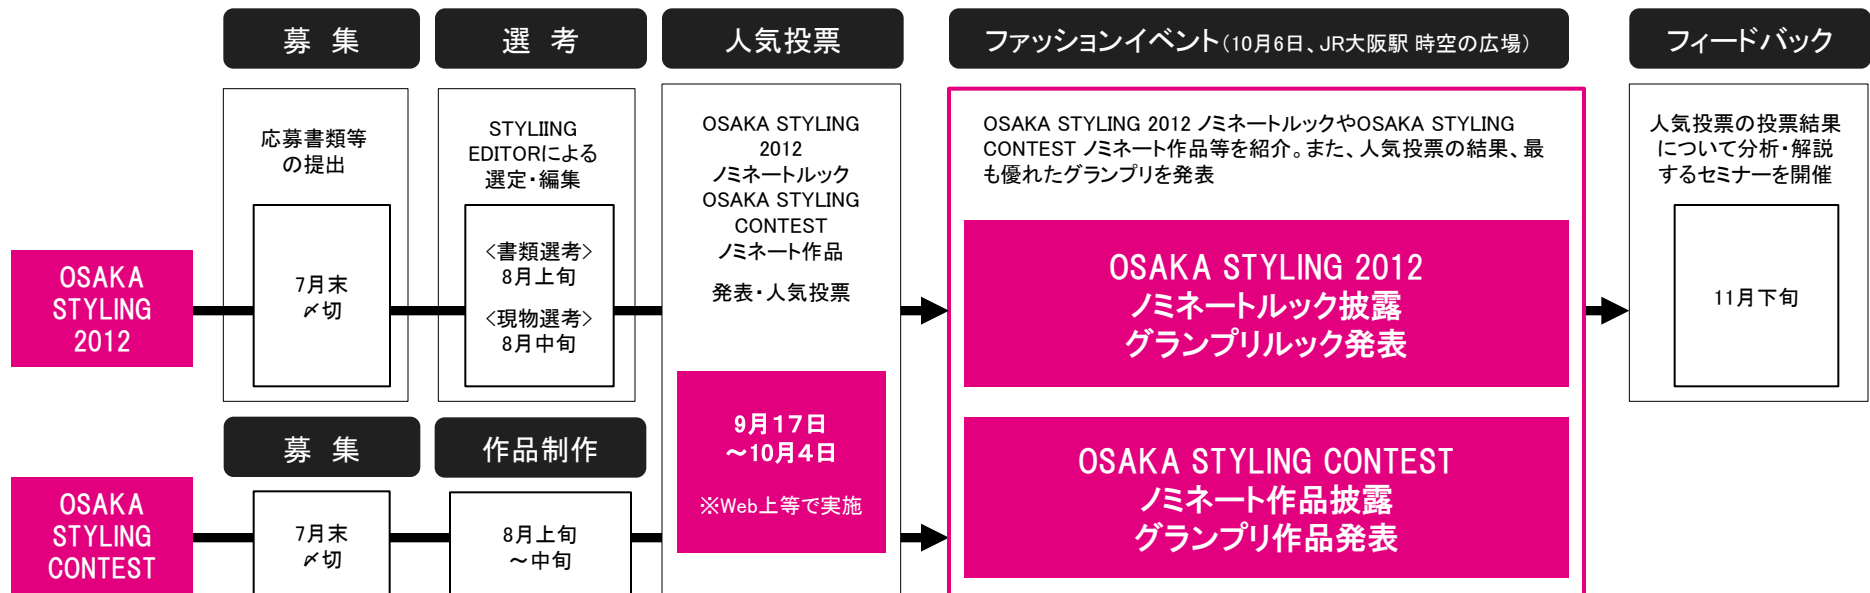 募 集
選 考
人気投票
ファッションイベント(10月6日、JR大阪駅 時空の広場)
フィードバック
応募書類等
の提出
STYLIING
EDITORによる
選定・編集
OSAKA STYLING
2012
ノミネートルック
OSAKA STYLING
CONTEST
ノミネート作品
発表・人気投票
OSAKA STYLING 2012 ノミネートルックやOSAKA STYLING
CONTEST ノミネート作品等を紹介。また、人気投票の結果、最
も優れたグランプリを発表
人気投票の投票結果
について分析・解説
するセミナーを開催
OSAKA
STYLING
2012
7月末
〆切
<書類選考>
8月上旬
<現物選考>
8月中旬
OSAKA STYLING 2012
ノミネートルック披露
グランプリルック発表
11月下旬
9月17日
～10月4日
※Web上等で実施
募 集
作品制作
OSAKA
STYLING
CONTEST
7月末
〆切
8月上旬
～中旬
OSAKA STYLING CONTEST
ノミネート作品披露
グランプリ作品発表